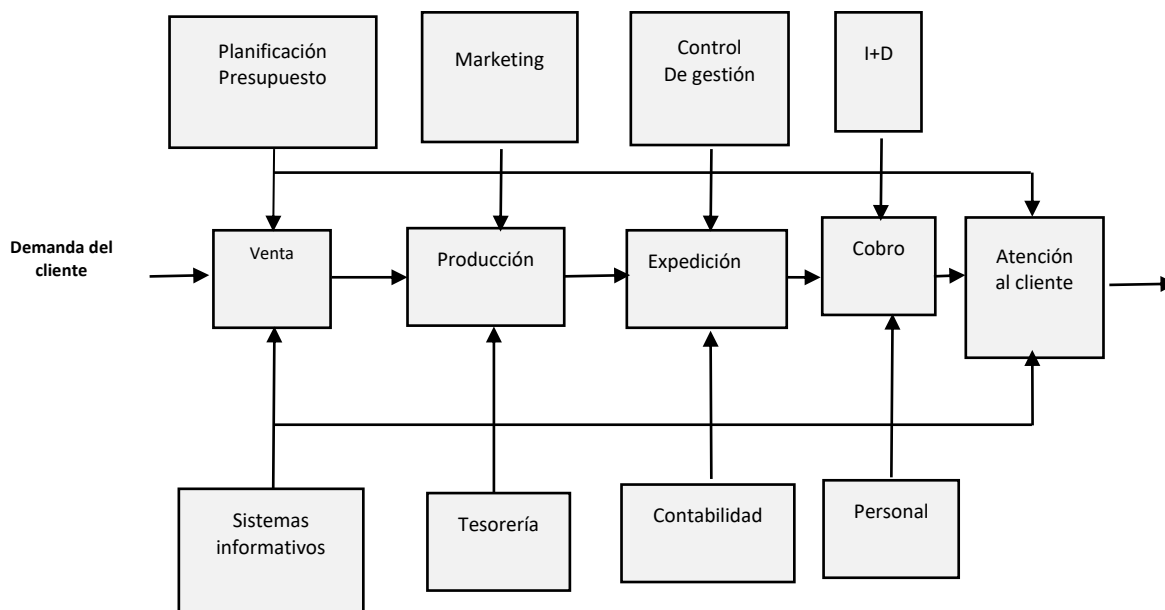 Planificación
Presupuesto
Marketing
Control
De gestión
I+D
Demanda del
cliente
Venta
Producción
Expedición
Cobro
Atención
al cliente
Sistemas
informativos
Tesorería
Contabilidad
Personal